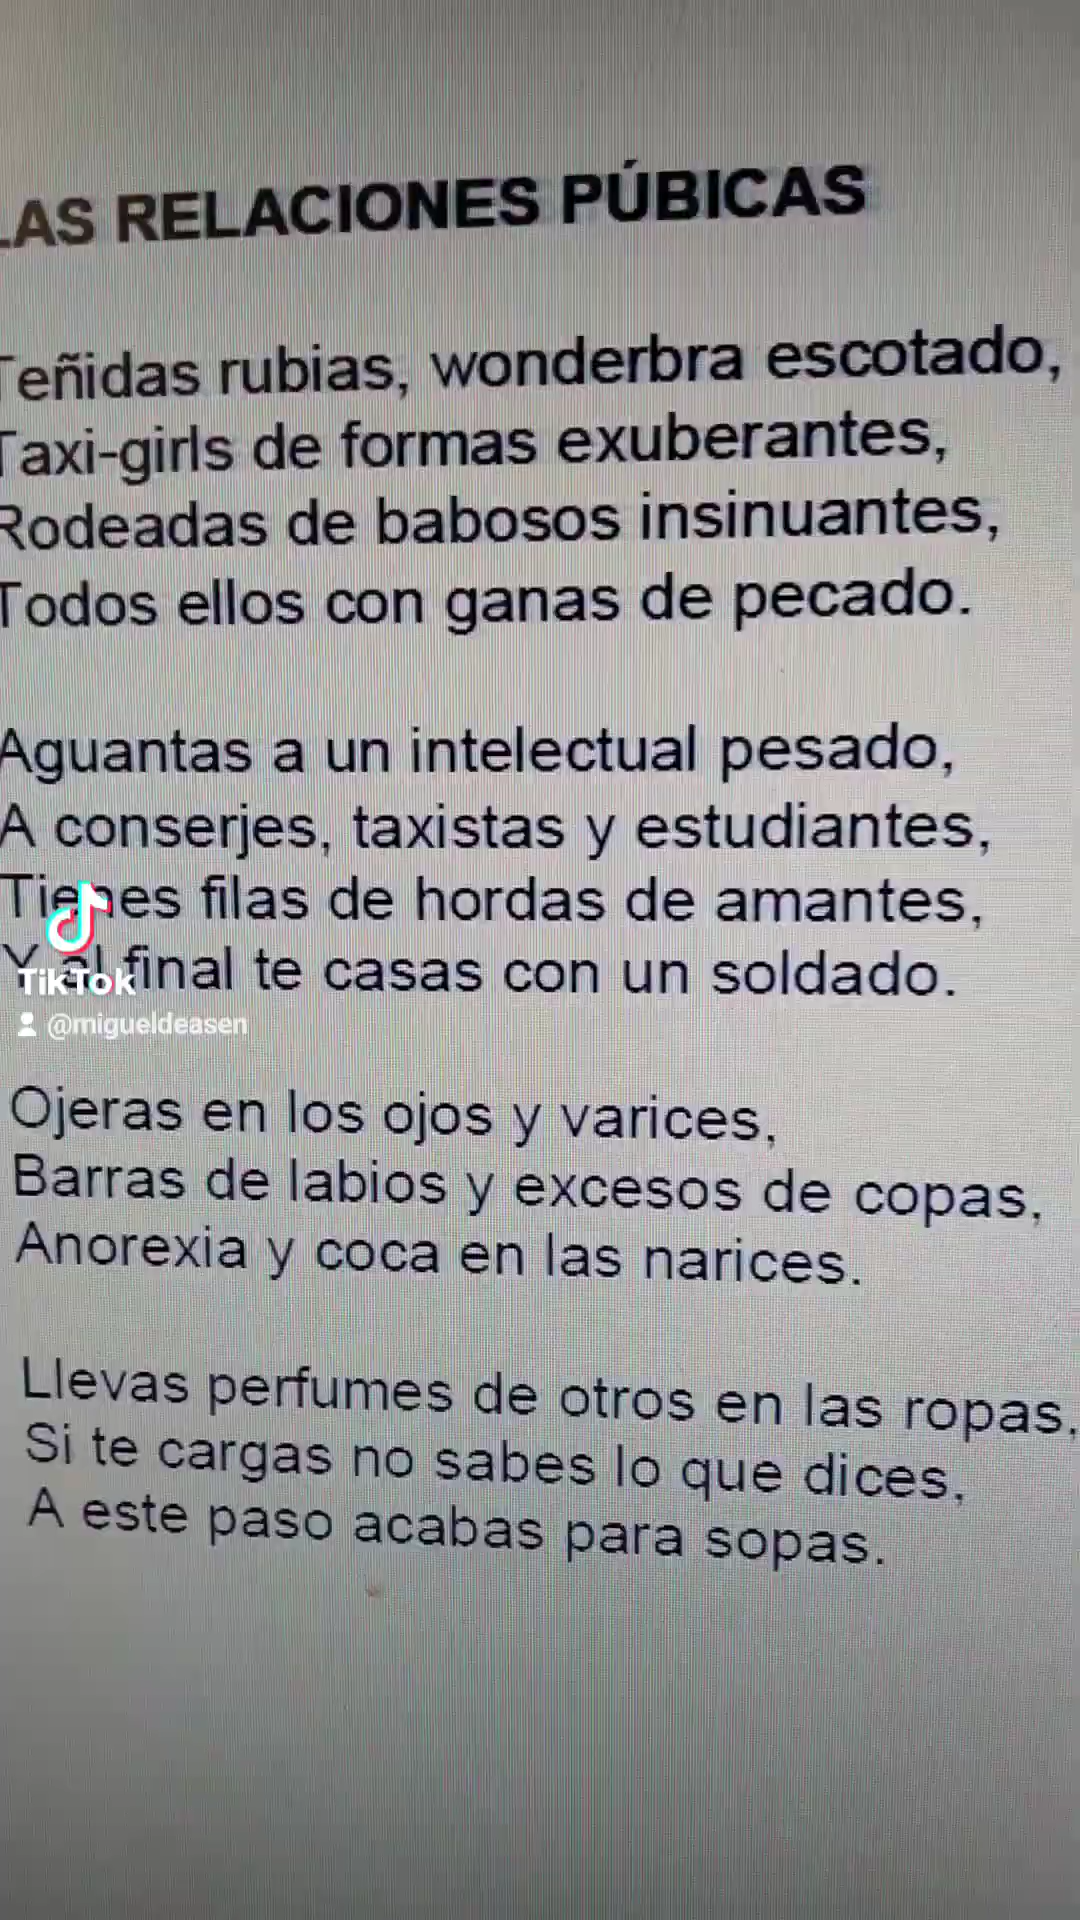 LAS RELACIONES PÚBICAS
Teñidas rubias, wonderbra escotado,
Taxi-girls de formas exuberantes,
Rodeadas de babosos insinuantes,
Todos ellos con ganas de pecado.
Aguantas a un intelectual pesado,
A conserjes, taxistas y estudiantes,
Tienes filas de hordas de amantes,
Y al final te casas con un soldado.
TikTok
@migueldeasen
Ojeras en los ojos y varices,
Barras de labios y excesos de copas,
Anorexia y coca en las narices.
Llevas perfumes de otros en las ropas,
Si te cargas no sabes lo que dices,
A este paso acabas para sopas.